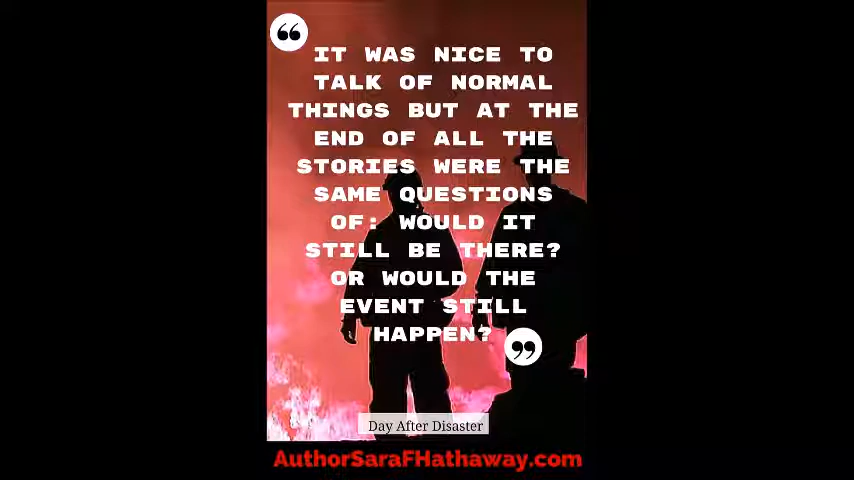 ❝
IT WAS NICE TO
TALK OF NORMAL
THINGS BUT AT THE
END OF ALL THE
STORIES WERE THE
SAME QUESTIONS
OF: WOULD IT
STILL BE THERE?
OR WOULD THE
EVENT STILL
HAPPEN?
❞
Day After Disaster
AuthorSaraFHathaway.com